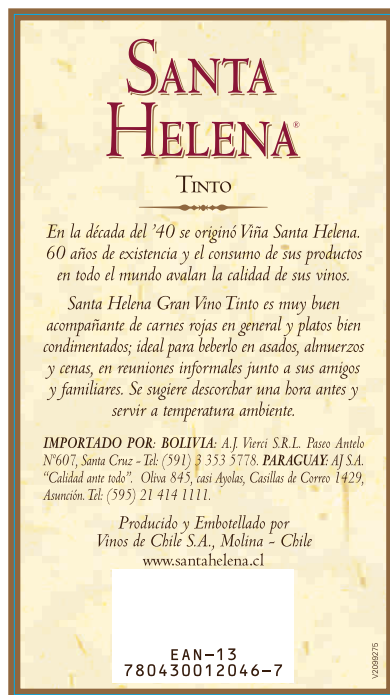 SANTA
HELENA®
TINTO
En la década del '40 se originó Viña Santa Helena.
60 años de existencia y el consumo de sus productos
en todo el mundo avalan la calidad de sus vinos.
Santa Helena Gran Vino Tinto es muy buen
acompañante de carnes rojas en general y platos bien
condimentados; ideal para beberlo en asados, almuerzos
y cenas, en reuniones informales junto a sus amigos
y familiares. Se sugiere descorchar una hora antes y
servir a temperatura ambiente.
IMPORTADO POR: BOLIVIA: A.J. Vierci S.R.L. Paseo Antelo
Nº607, Santa Cruz - Tel: (591) 3 353 5778. PARAGUAY: AJ S.A.
"Calidad ante todo". Oliva 845, casi Ayolas, Casillas de Correo 1429,
Asunción. Tel: (595) 21 414 1111.
Producido y Embotellado por
Vinos de Chile S.A., Molina - Chile
www.santahelena.cl
EAN-13
780430012046-7
V2099275